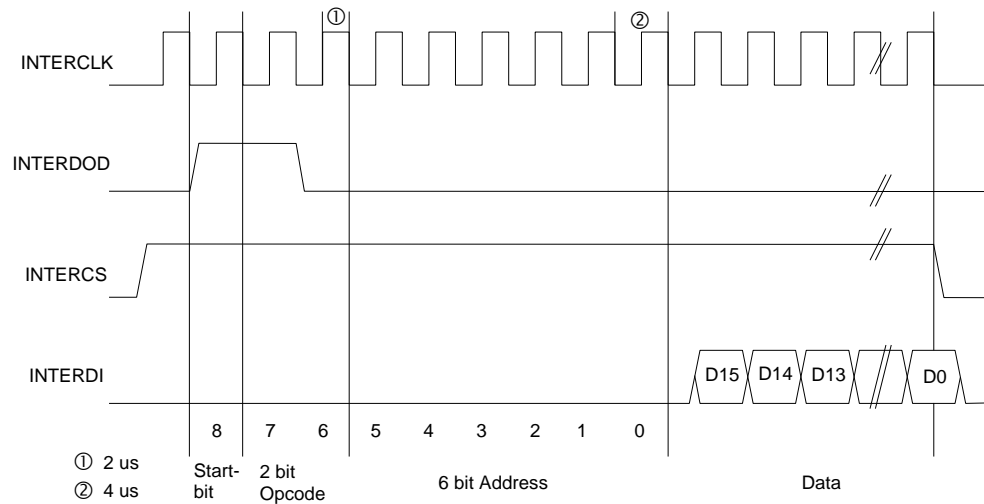 ① ②
INTERCLK
INTERDOD
INTERCS
INTERDI
D15 D14 D13 D0
8 7 6 5 4 3 2 1 0
① 2 us
② 4 us
Start-
bit
2 bit
Opcode
6 bit Address
Data